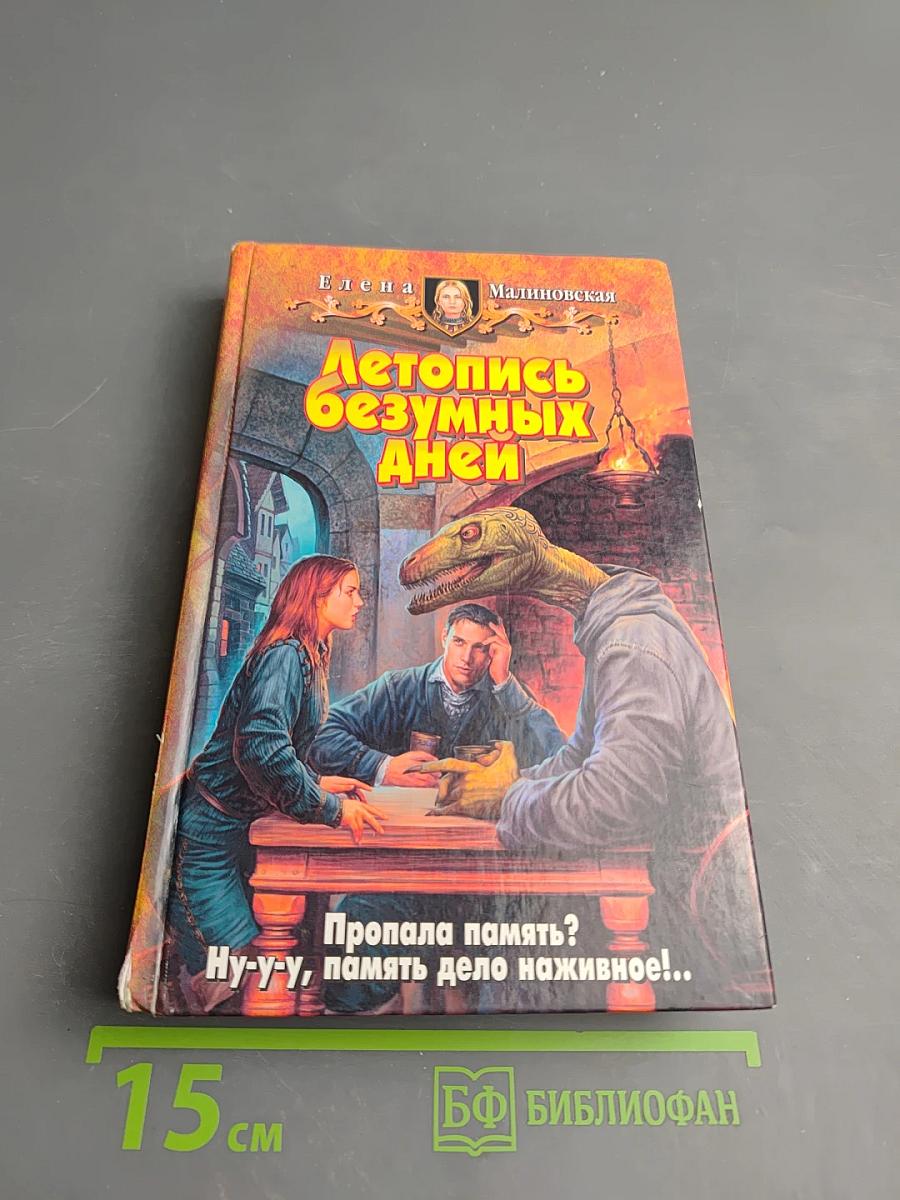 Елена Малиновская
Летопись
безумных
дней
Пропала память?
Ну-у-у, память дело наживное!..
15 см
БФ БИБЛИОФАН